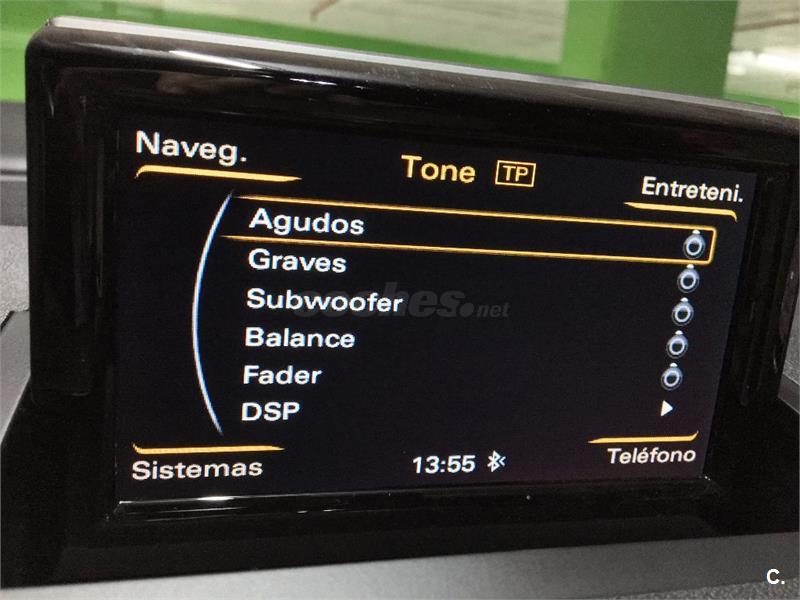 Naveg.
Tone TP
Entreteni.
Agudos
Graves
Subwoofer
coches.net
Balance
Fader
DSP
Sistemas
13:55
Teléfono
C.